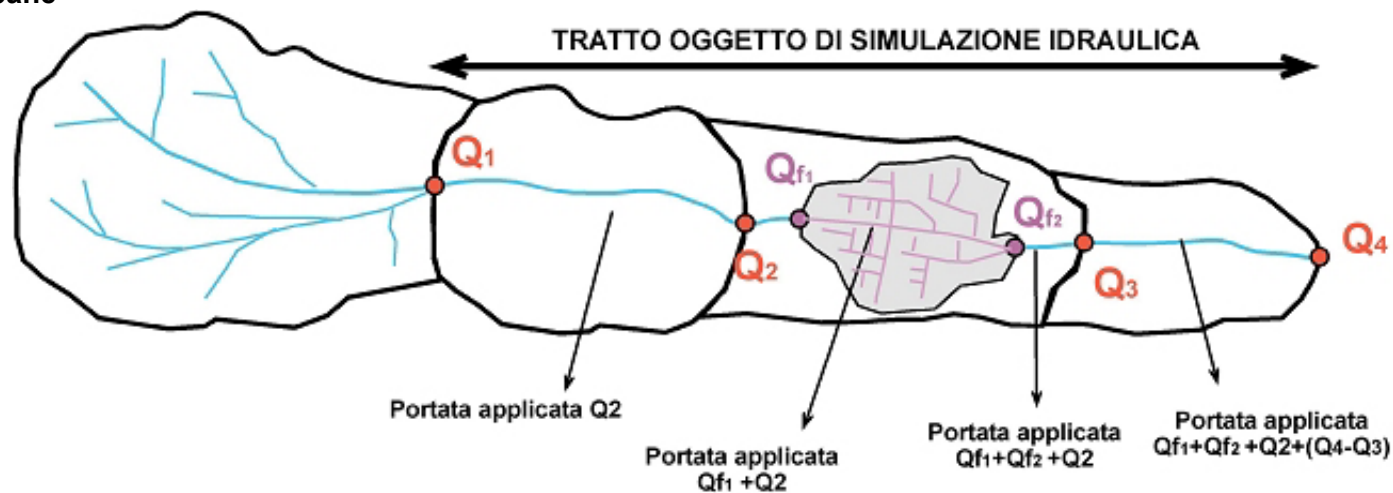 TRATTO OGGETTO DI SIMULAZIONE IDRAULICA
Q1
Qf1
Qf2
Q2
Q3
Q4
Portata applicata Q2
Portata applicata
Qf1 +Q2
Portata applicata
Qf1+Qf2 +Q2
Portata applicata
Qf1+Qf2 +Q2+(Q4-Q3)